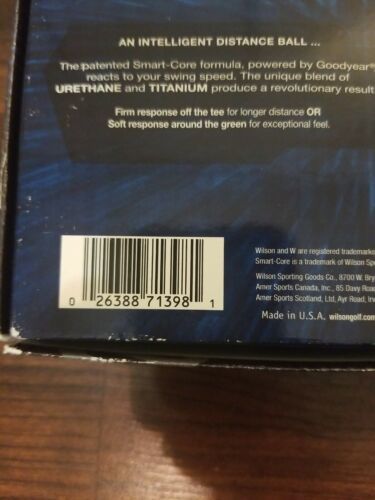 AN INTELLIGENT DISTANCE BALL ...
The patented Smart-Core formula, powered by Goodyear®
reacts to your swing speed. The unique blend of
URETHANE and TITANIUM produce a revolutionary result
Firm response off the tee for longer distance OR
Soft response around the green for exceptional feel.
Wilson and W are registered trademarks
Smart-Core is a trademark of Wilson
Wilson Sporting Goods Co., 8700 W.
Amer Sports Canada, Inc., 85 Davy Road
Amer Sports Scotland, Ltd, Ayr Road,
Made in U.S.A. wilsongolf.com
0 26388 71398 1